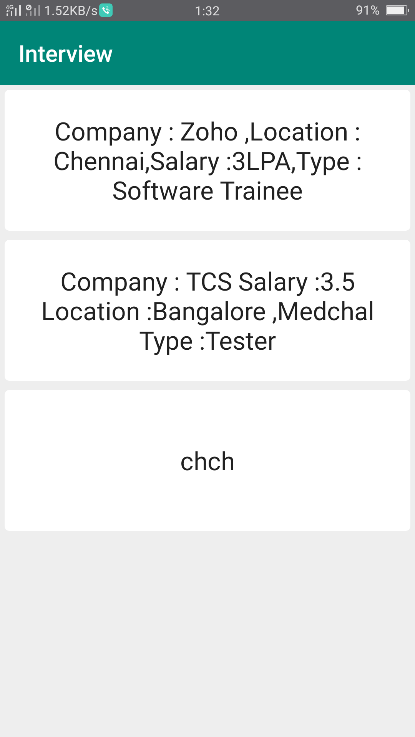 4G 1.52KB/s 1:32 91%
Interview
Company : Zoho ,Location :
Chennai,Salary :3LPA,Type :
Software Trainee
Company : TCS Salary :3.5
Location :Bangalore ,Medchal
Type :Tester
chch